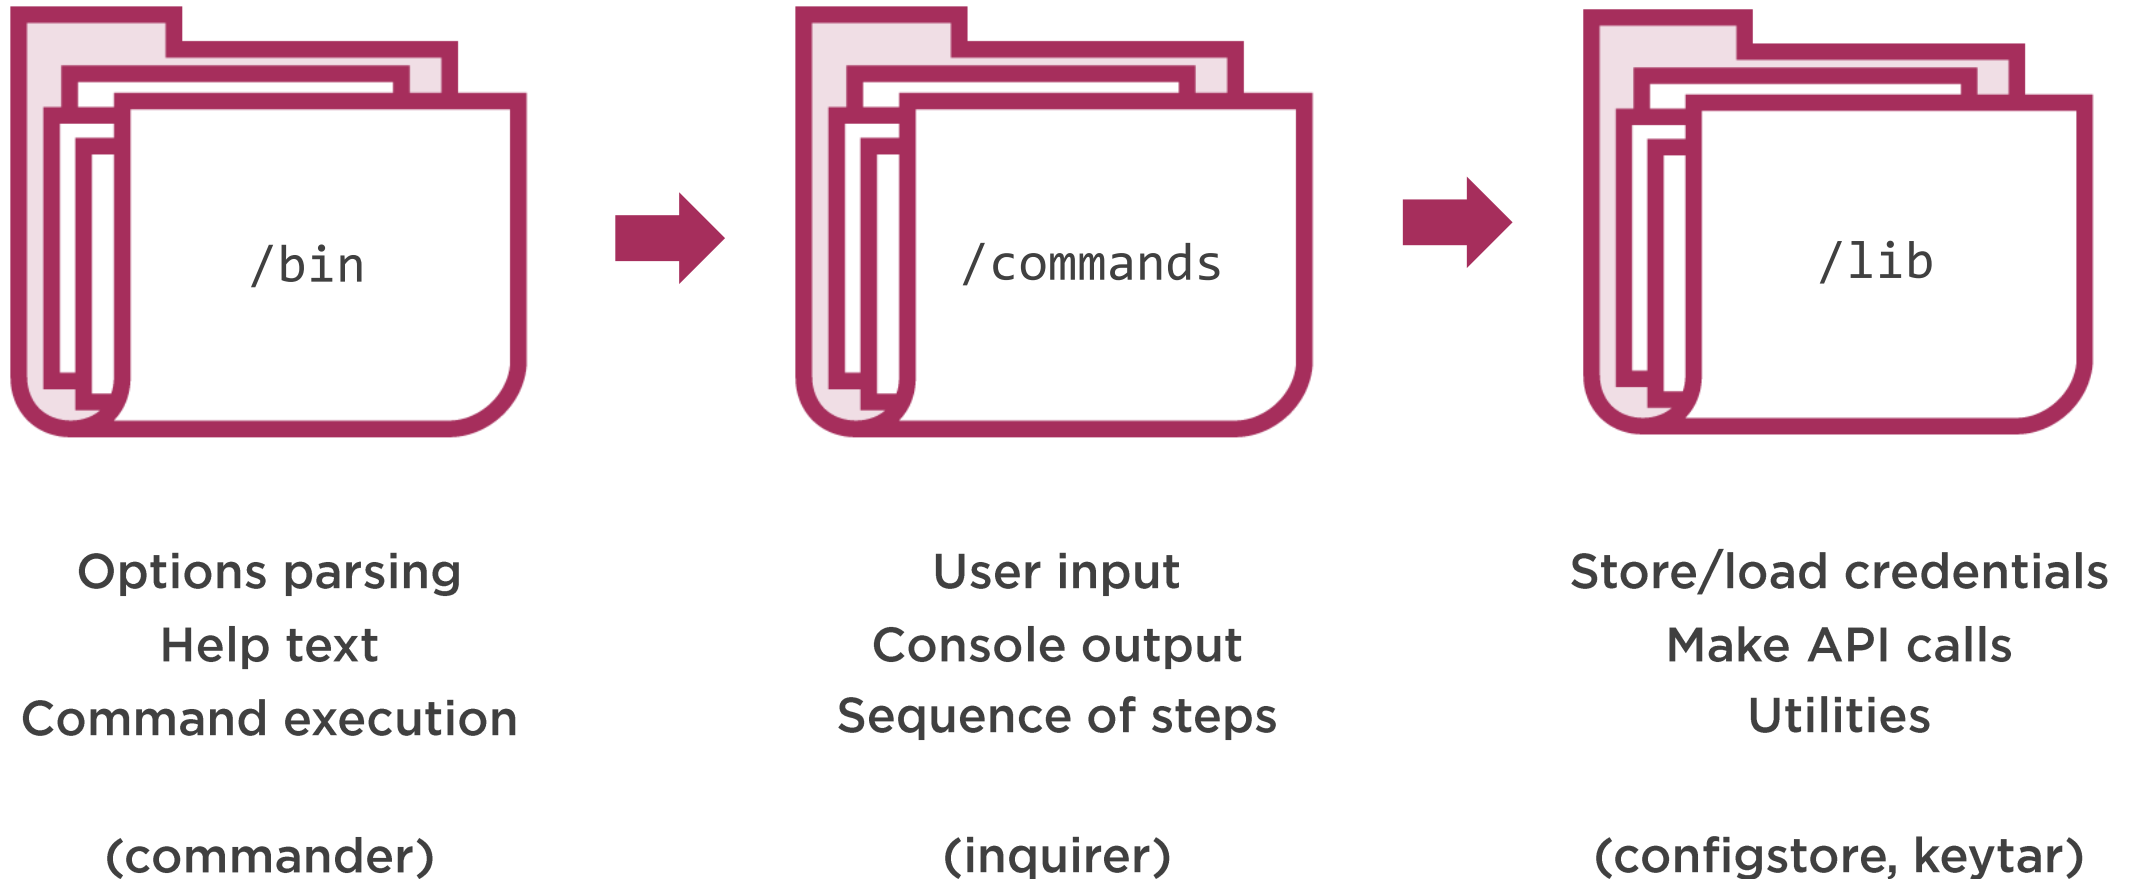 /bin
Options parsing
Help text
Command execution
(commander)
/commands
User input
Console output
Sequence of steps
(inquirer)
/lib
Store/load credentials
Make API calls
Utilities
(configstore, keytar)